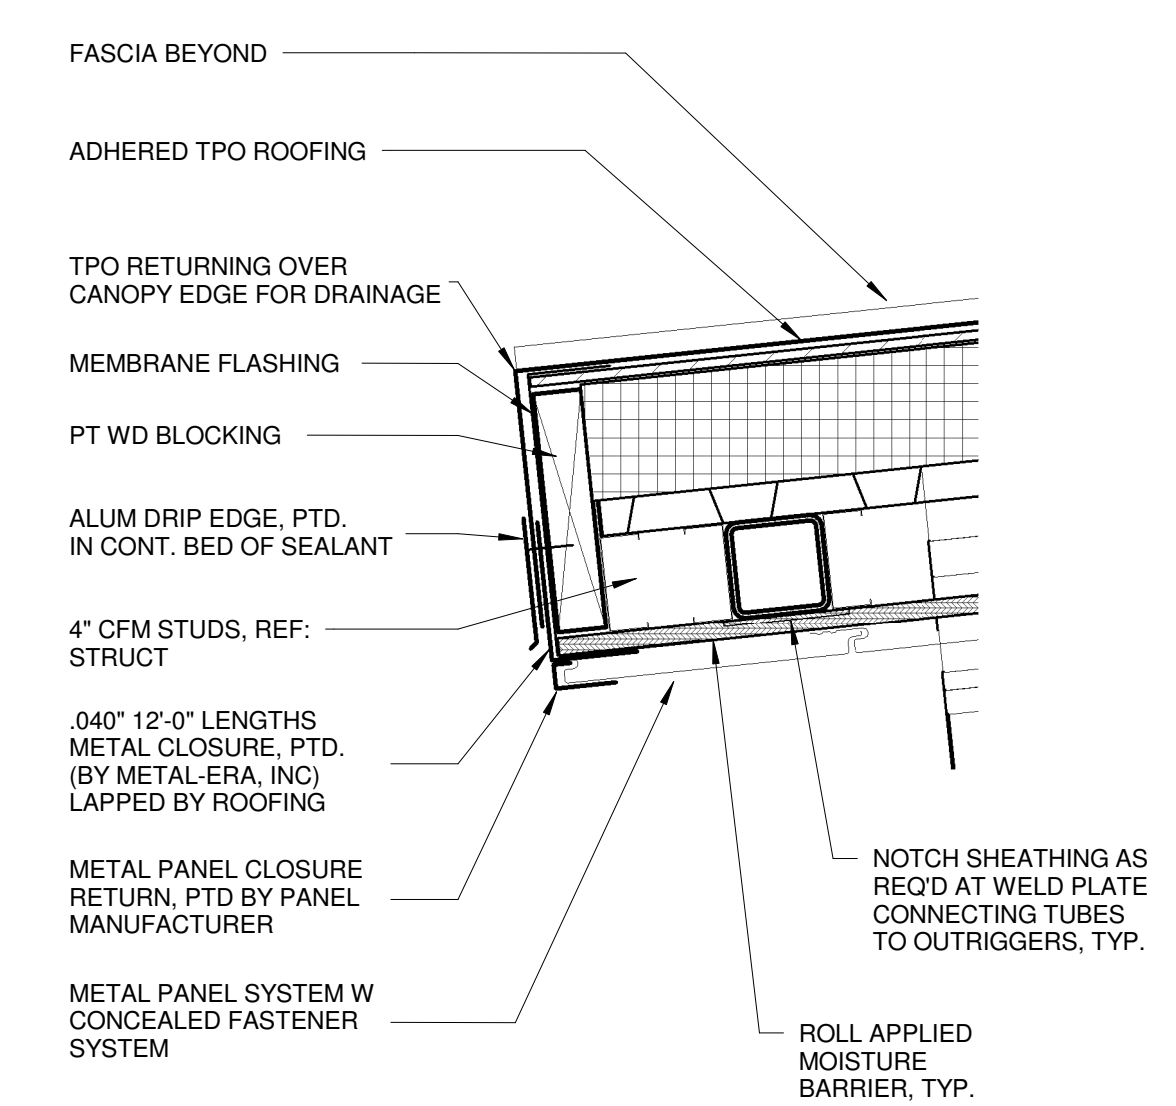 FASCIA BEYOND
ADHERED TPO ROOFING
TPO RETURNING OVER
CANOPY EDGE FOR DRAINAGE
MEMBRANE FLASHING
PT WD BLOCKING
ALUM DRIP EDGE, PTD.
IN CONT. BED OF SEALANT
4" CFM STUDS, REF:
STRUCT
.040" 12'-0" LENGTHS
METAL CLOSURE, PTD.
(BY METAL-ERA, INC)
LAPPED BY ROOFING
METAL PANEL CLOSURE
RETURN, PTD BY PANEL
MANUFACTURER
METAL PANEL SYSTEM W
CONCEALED FASTENER
SYSTEM
NOTCH SHEATHING AS
REQ'D AT WELD PLATE
CONNECTING TUBES
TO OUTRIGGERS, TYP.
ROLL APPLIED
MOISTURE
BARRIER, TYP.